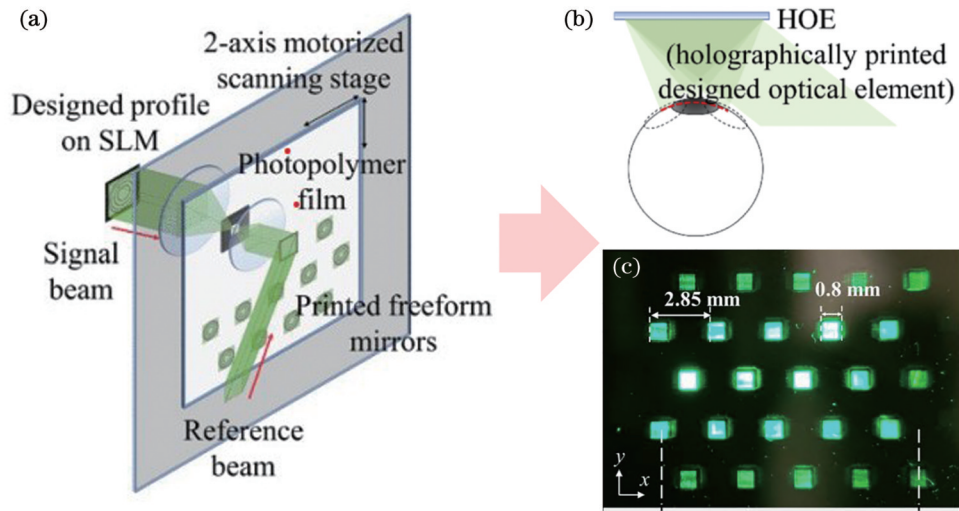 (a)
2-axis motorized
scanning stage
Designed profile
on SLM
Photopolymer
film
Signal
beam
Printed freeform
mirrors
Reference
beam
(b)
HOE
(holographically printed
designed optical element)
(c)
2.85 mm
0.8 mm
y
x